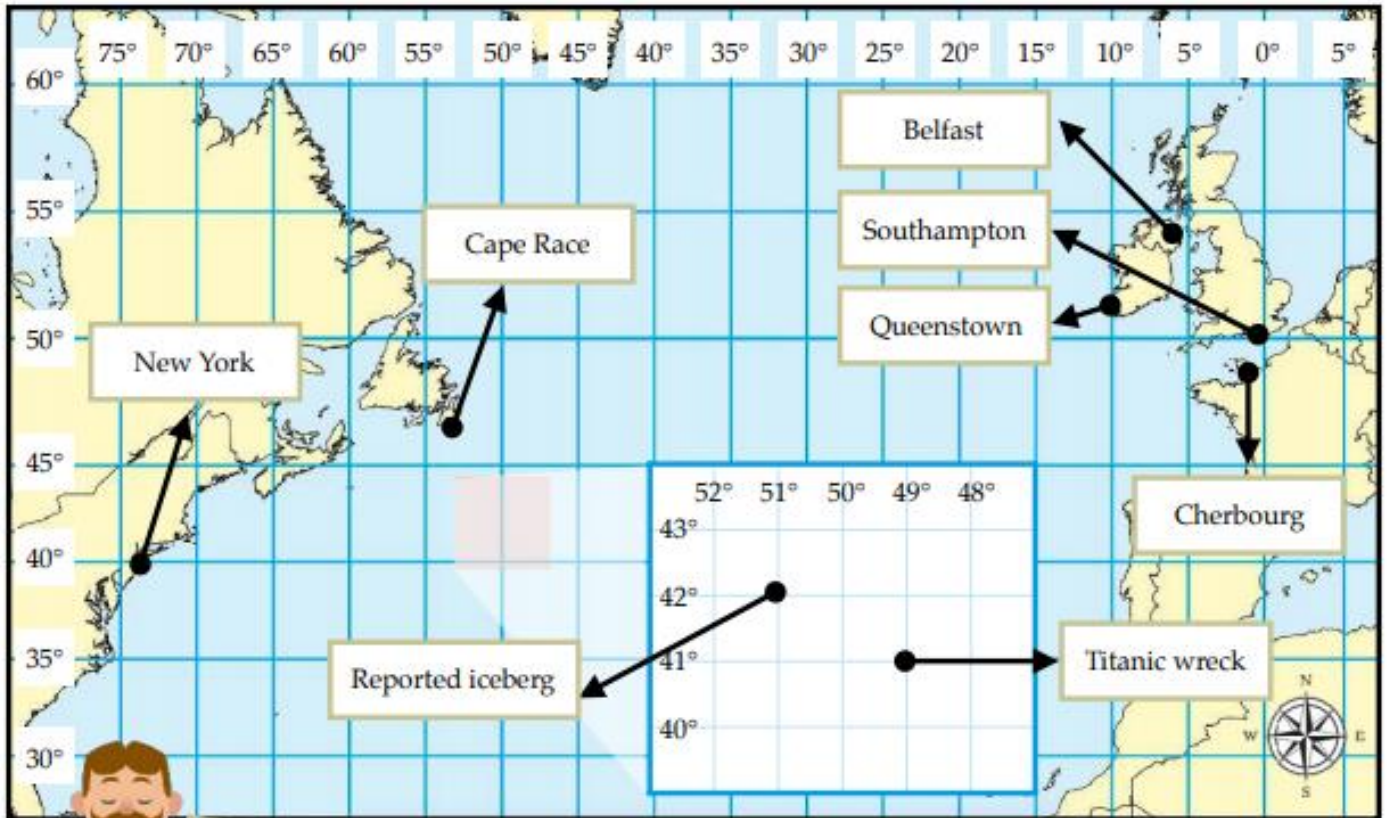 75° 70° 65° 60° 55° 50° 45° 40° 35° 30° 25° 20° 15° 10° 5° 0° 5°
60°
Belfast
55°
Southampton
Cape Race
Queenstown
50°
New York
45°
52° 51° 50° 49° 48°
Cherbourg
43°
40°
42°
35°
41°
Reported iceberg
Titanic wreck
N
40°
W E
30°
S